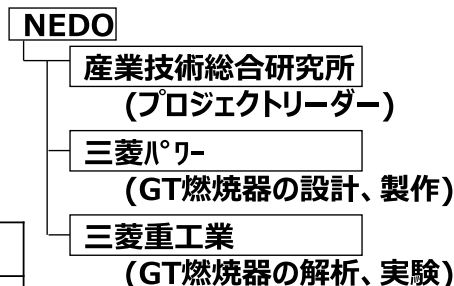 NEDO
産業技術総合研究所
(プロジェクトリーダー)
三菱ﾊﾟﾜｰ
(GT燃焼器の設計、製作)
三菱重工業
(GT燃焼器の解析、実験)